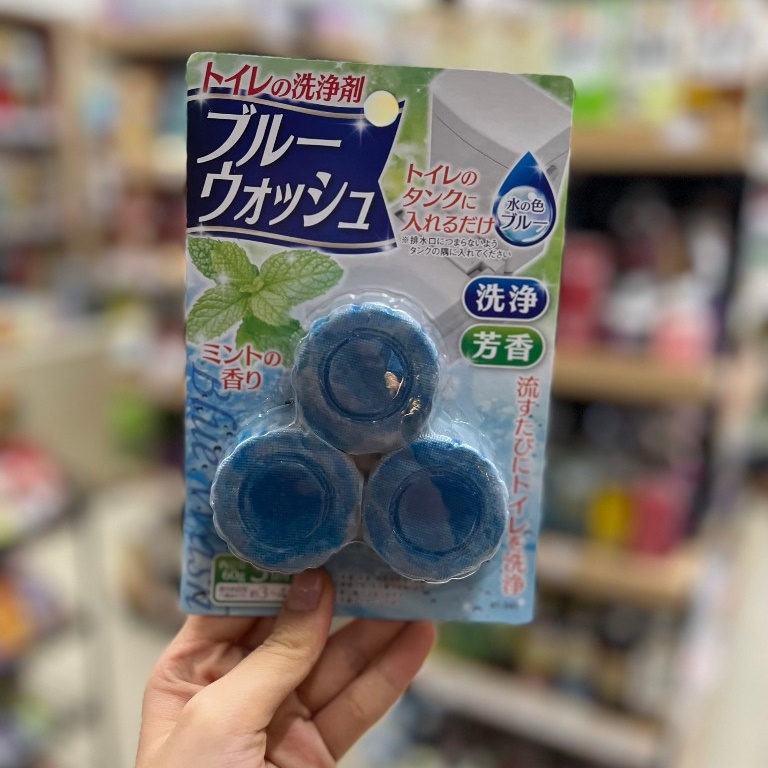 トイレの洗浄剤
ブルー
ウォッシュ
トイレの
タンクに
入れるだけ
※排水口につまらないよう
タンクの隅に入れてください
水の色
ブルー
洗浄
芳香
ミントの
香り
流すたびにトイレを洗浄
Blue Wash
60g